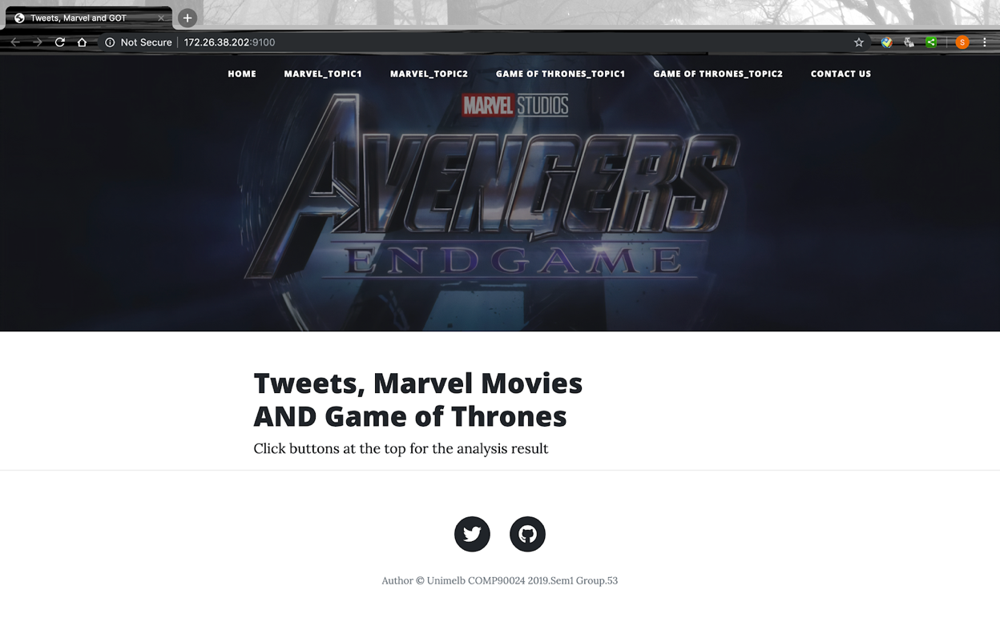 Tweets, Marvel and GOT
Not Secure 172.26.38.202:9100
S
HOME MARVEL_TOPIC1 MARVEL_TOPIC2 GAME OF THRONES_TOPIC1 GAME OF THRONES_TOPIC2 CONTACT US
MARVEL STUDIOS
AVENGERS
ENDGAME
Tweets, Marvel Movies
AND Game of Thrones
Click buttons at the top for the analysis result
Author © Unimelb COMP90024 2019.Sem1 Group.53